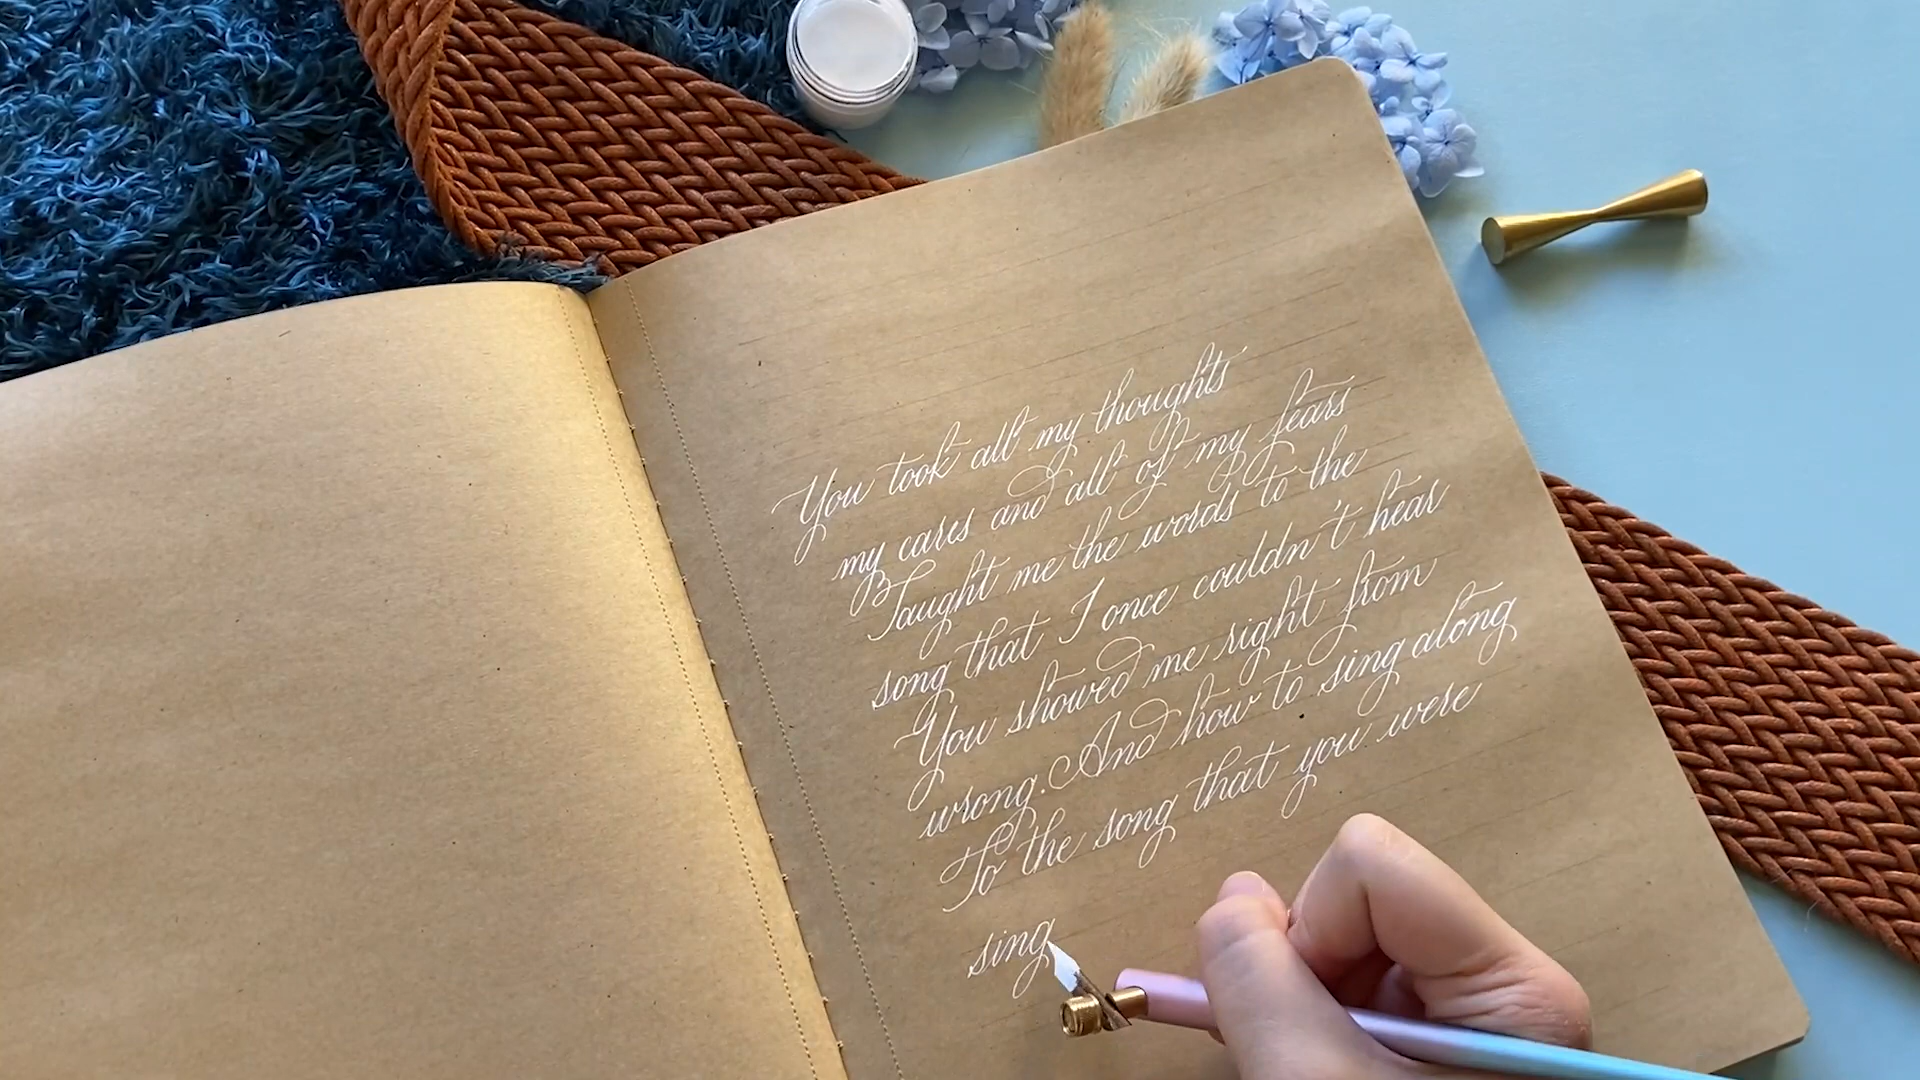 You took all my thoughts
my cares and all of my fears
Taught me the words to the
song that I once couldn't hear
You showed me right from
wrong. And how to sing along
To the song that you were
sing